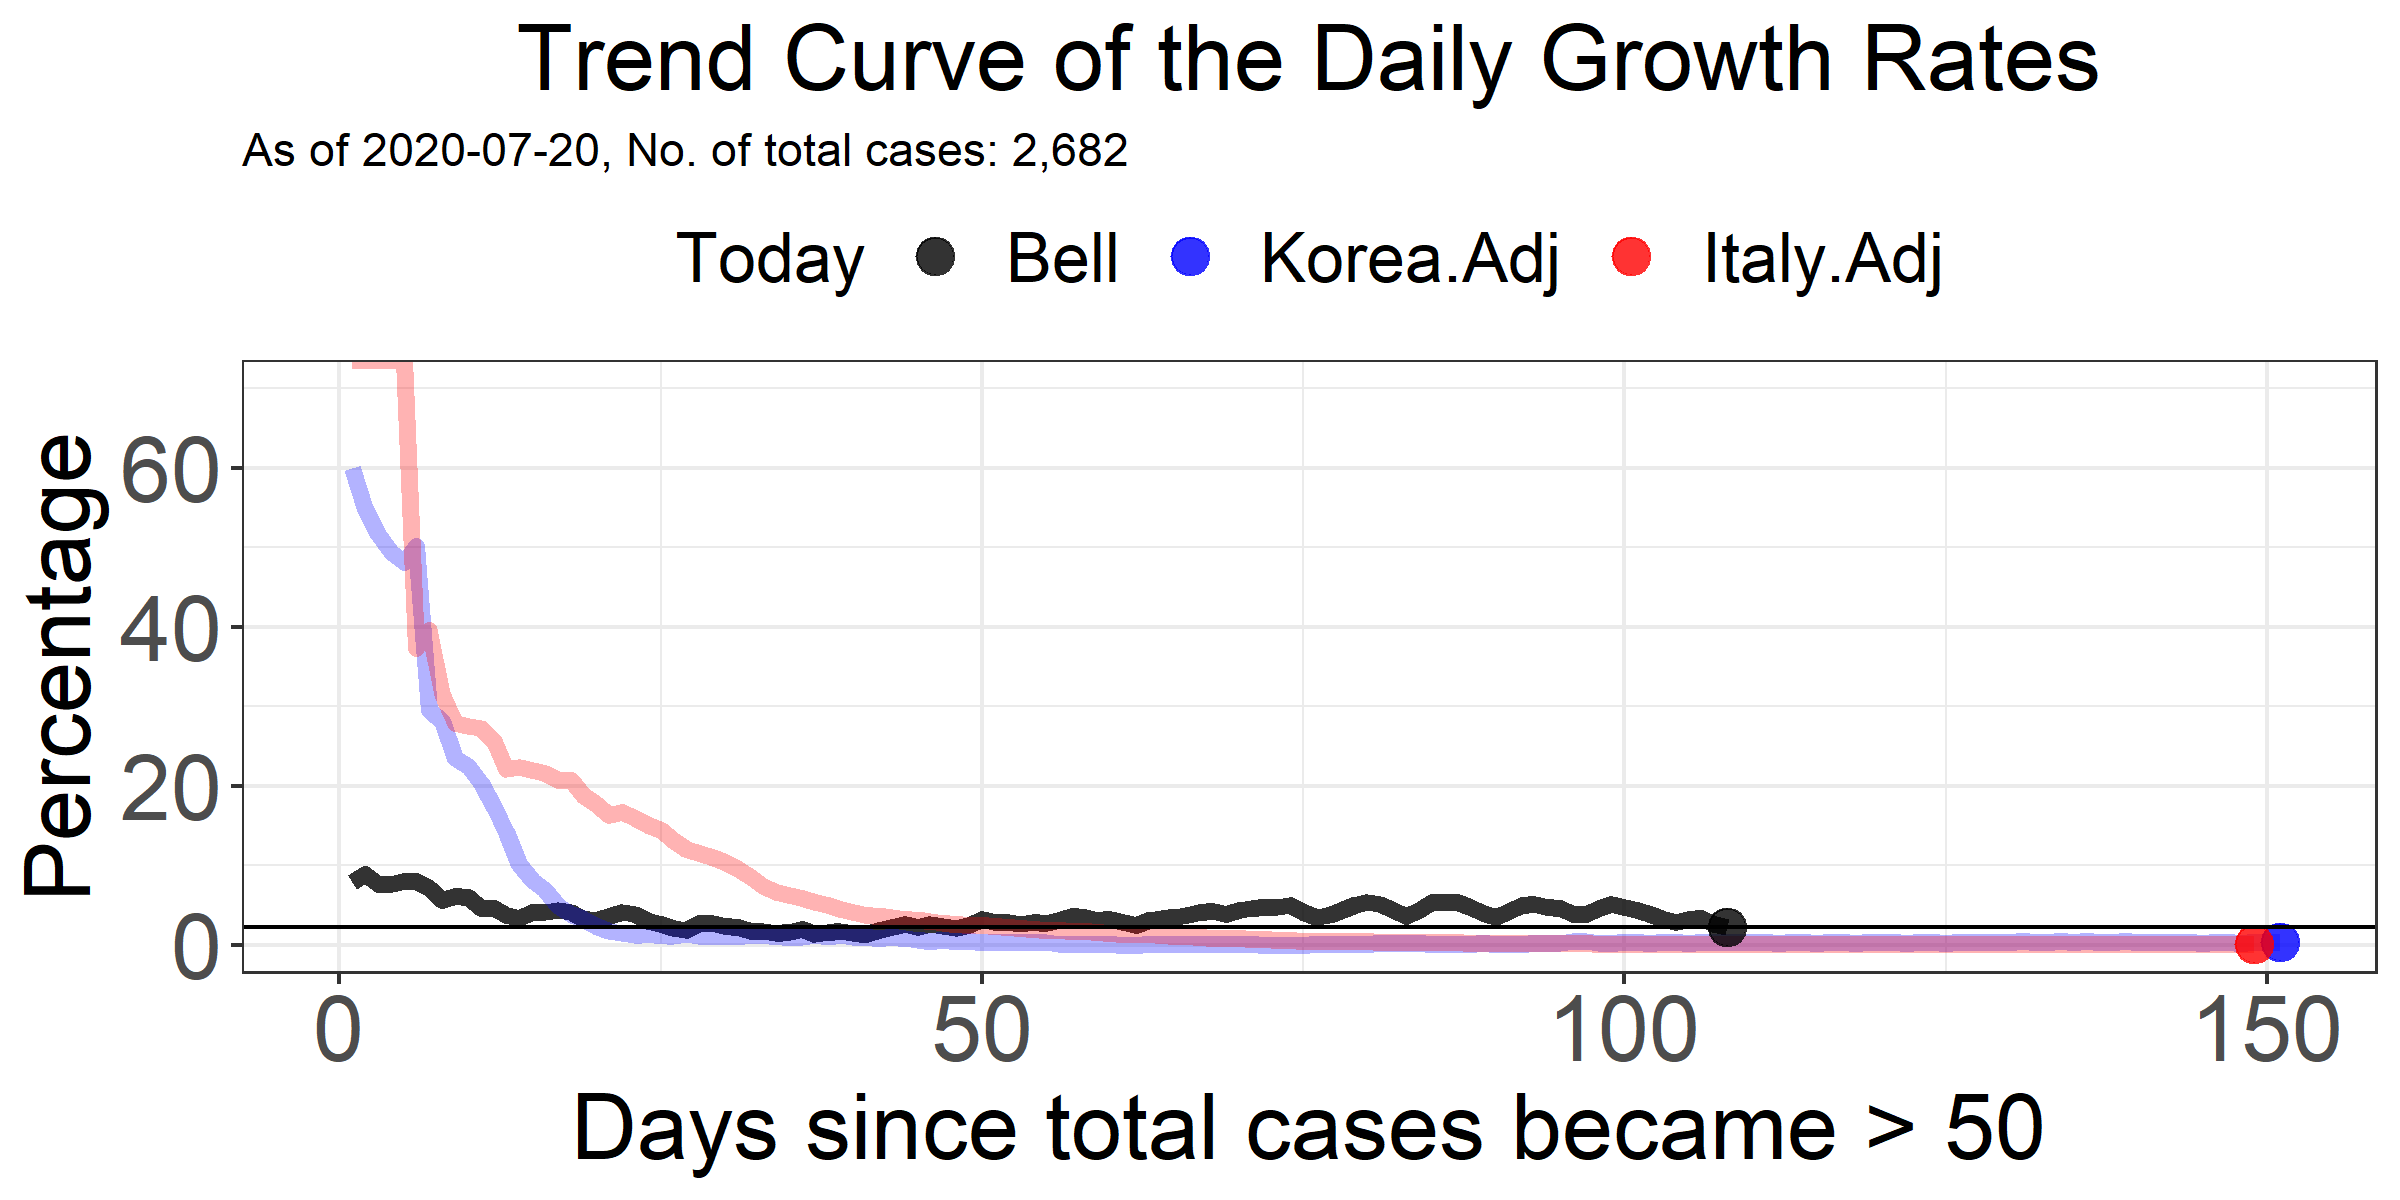 Trend Curve of the Daily Growth Rates
As of 2020-07-20, No. of total cases: 2,682
Today Bell Korea.Adj Italy.Adj
Percentage
60
40
20
0
0 50 100 150
Days since total cases became > 50